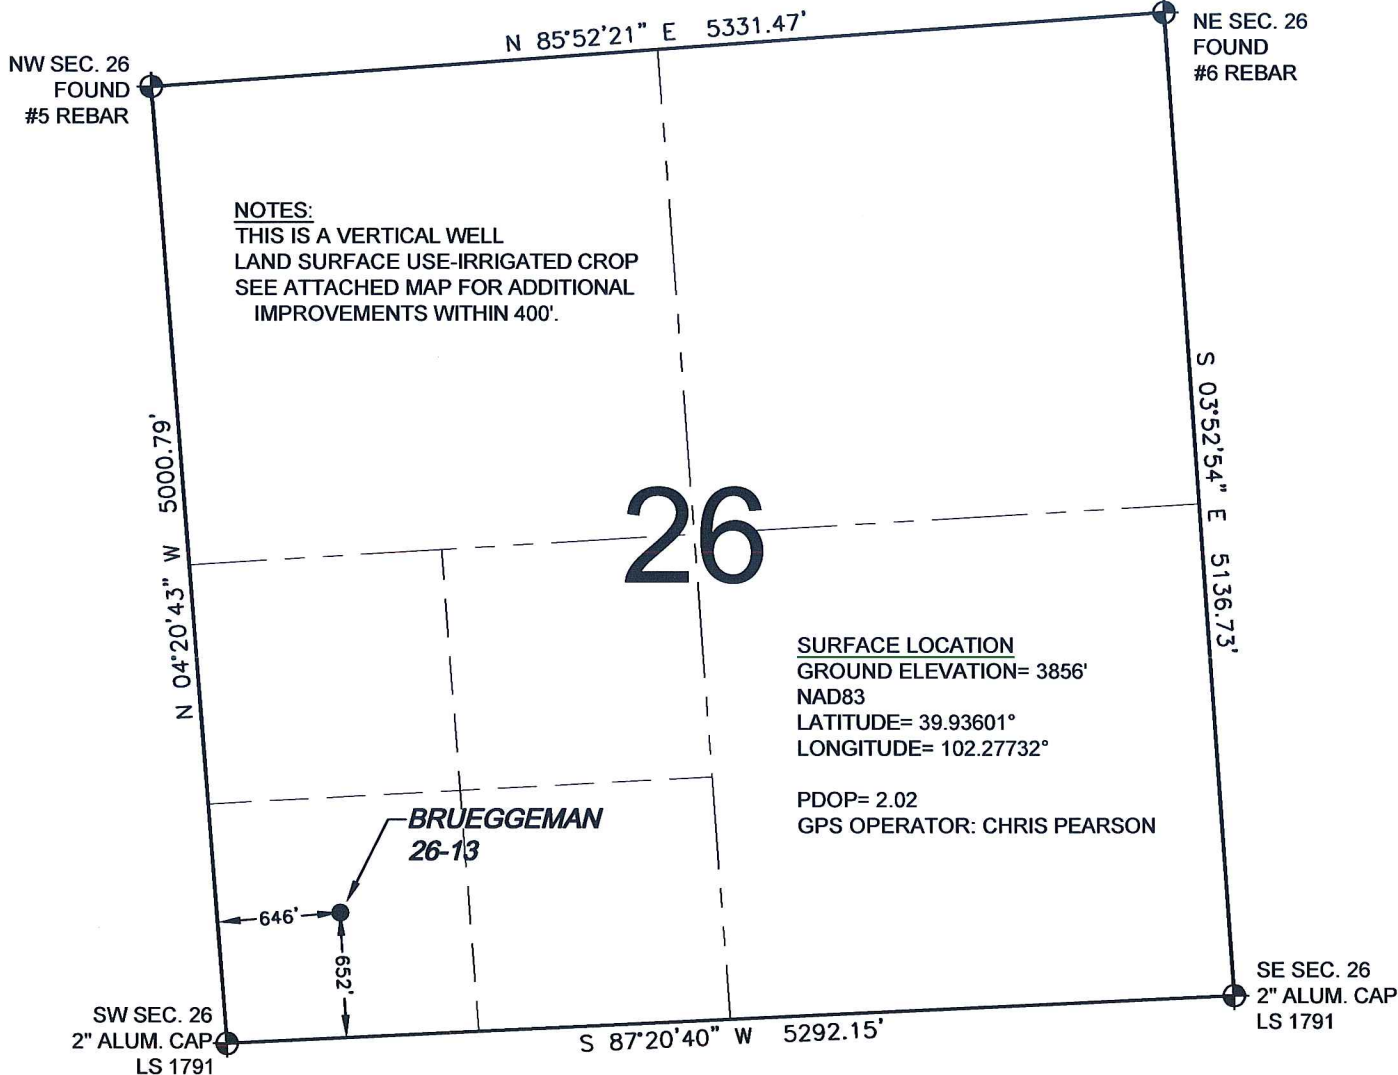 N 85°52'21" E 5331.47'
NE SEC. 26
FOUND
#6 REBAR
NW SEC. 26
FOUND
#5 REBAR
NOTES:
THIS IS A VERTICAL WELL
LAND SURFACE USE-IRRIGATED CROP
SEE ATTACHED MAP FOR ADDITIONAL
IMPROVEMENTS WITHIN 400'.
S 03°52'54" E 5136.73'
N 04°20'43" W 5000.79'
26
SURFACE LOCATION
GROUND ELEVATION= 3856'
NAD83
LATITUDE= 39.93601°
LONGITUDE= 102.27732°
PDOP= 2.02
GPS OPERATOR: CHRIS PEARSON
BRUEGGEMAN
26-13
646'
652'
SW SEC. 26
2" ALUM. CAP
LS 1791
S 87°20'40" W 5292.15'
SE SEC. 26
2" ALUM. CAP
LS 1791